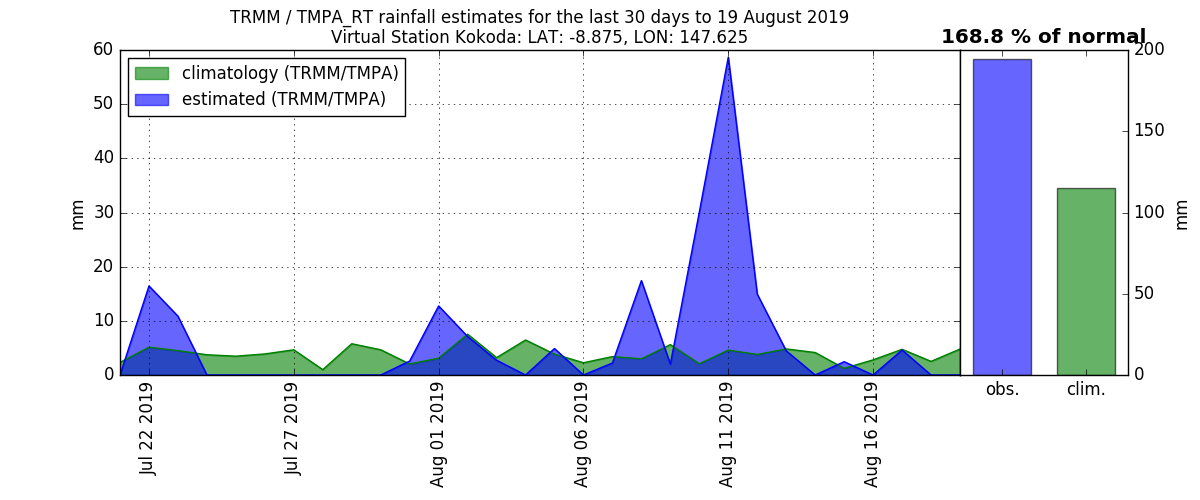 TRMM / TMPA_RT rainfall estimates for the last 30 days to 19 August 2019
Virtual Station Kokoda: LAT: -8.875, LON: 147.625
168.8 % of normal
climatology (TRMM/TMPA)
estimated (TRMM/TMPA)
60
50
40
30
20
10
0
mm
Jul 22 2019
Jul 27 2019
Aug 01 2019
Aug 06 2019
Aug 11 2019
Aug 16 2019
200
150
100
50
0
mm
obs.
clim.